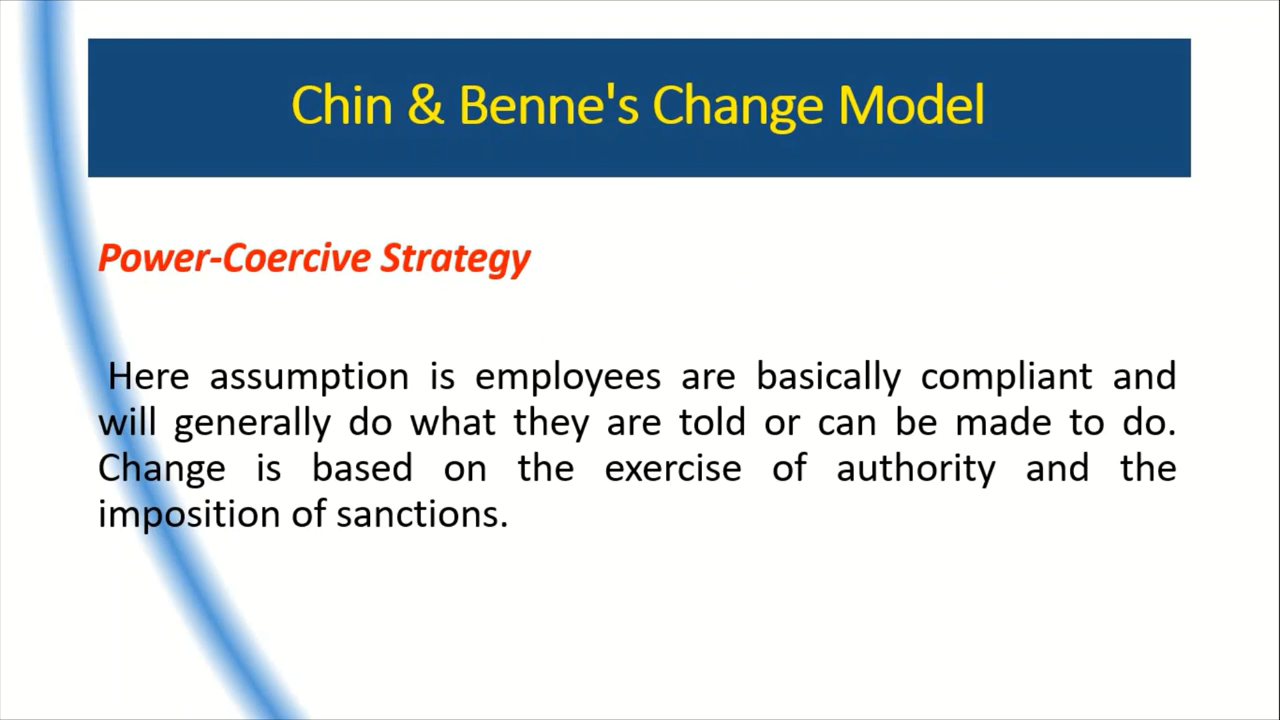 Chin & Benne's Change Model
Power-Coercive Strategy
Here assumption is employees are basically compliant and
will generally do what they are told or can be made to do.
Change is based on the exercise of authority and the
imposition of sanctions.